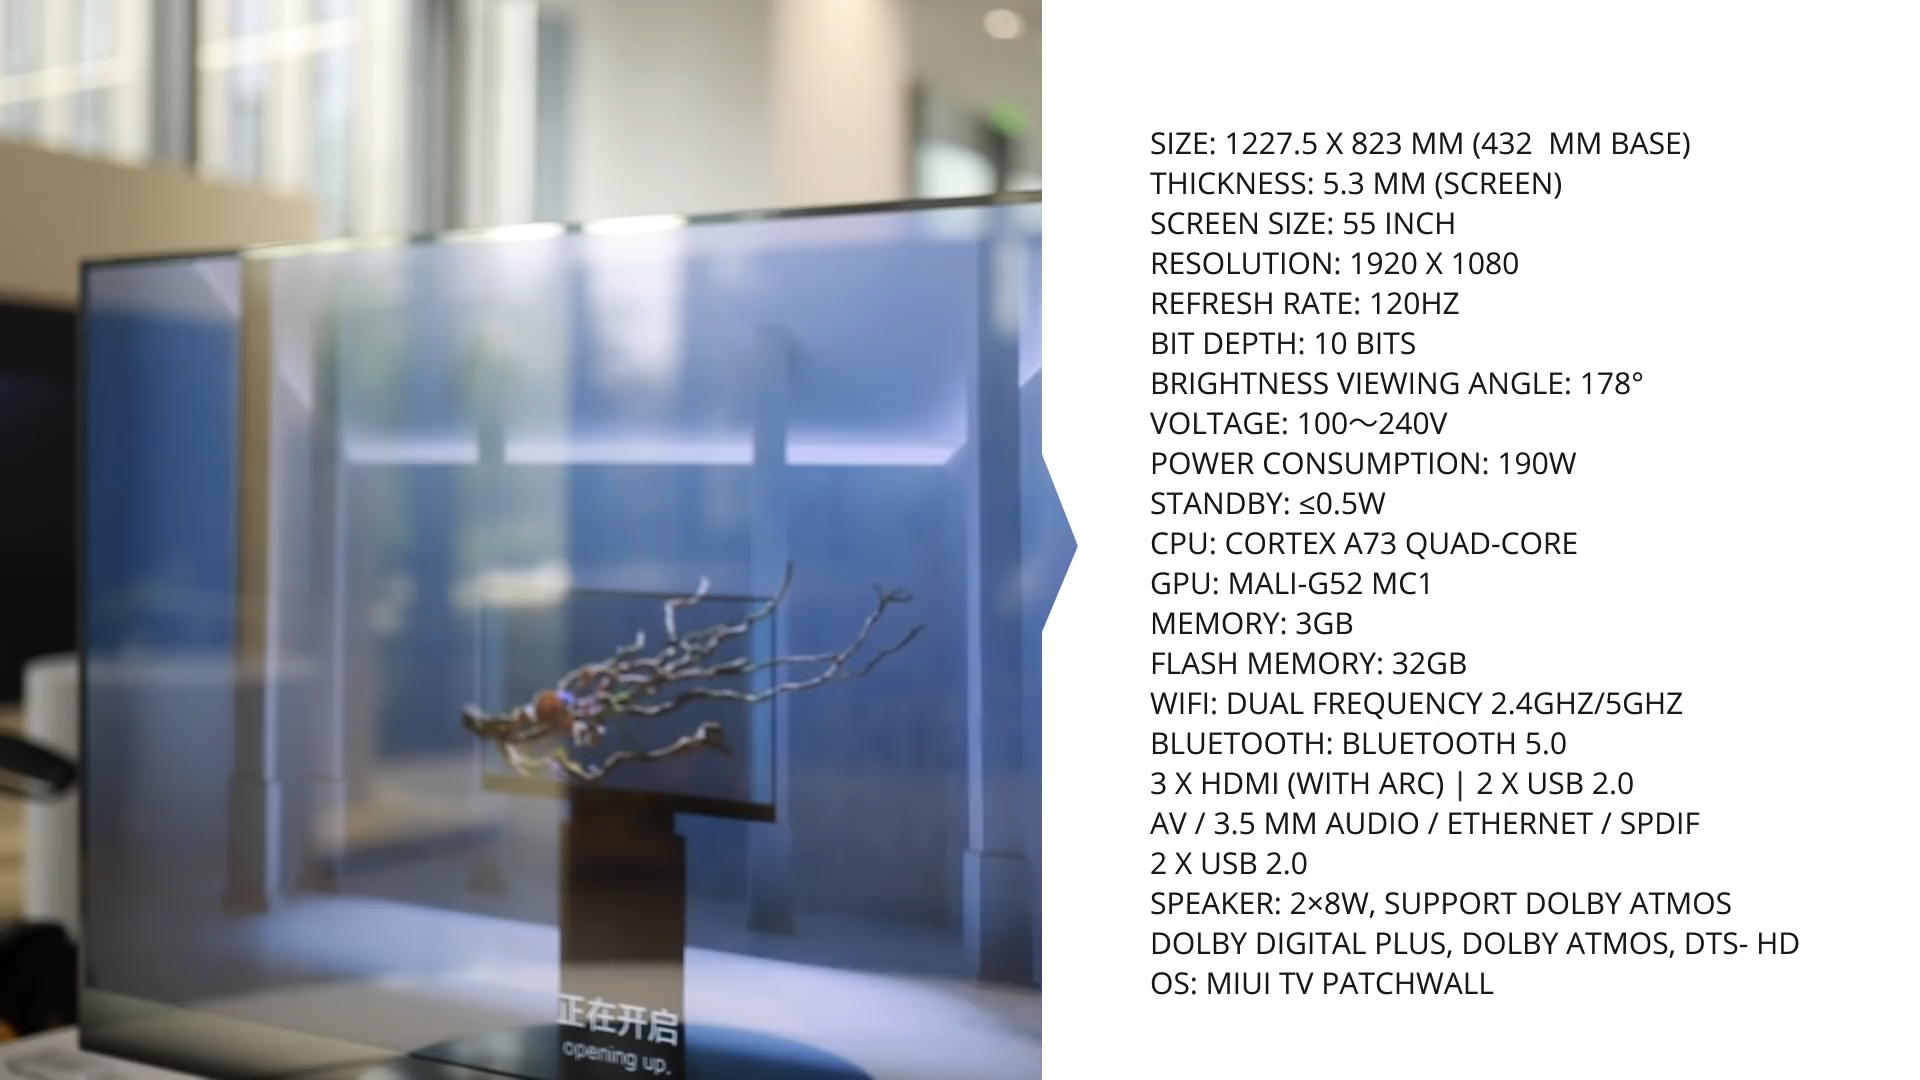 SIZE: 1227.5 X 823 MM (432  MM BASE)
THICKNESS: 5.3 MM (SCREEN)
SCREEN SIZE: 55 INCH
RESOLUTION: 1920 X 1080
REFRESH RATE: 120HZ
BIT DEPTH: 10 BITS
BRIGHTNESS VIEWING ANGLE: 178°
VOLTAGE: 100～240V
POWER CONSUMPTION: 190W
STANDBY: ≤0.5W
CPU: CORTEX A73 QUAD-CORE
GPU: MALI-G52 MC1
MEMORY: 3GB
FLASH MEMORY: 32GB
WIFI: DUAL FREQUENCY 2.4GHZ/5GHZ
BLUETOOTH: BLUETOOTH 5.0
3 X HDMI (WITH ARC) | 2 X USB 2.0
AV / 3.5 MM AUDIO / ETHERNET / SPDIF
2 X USB 2.0
SPEAKER: 2×8W, SUPPORT DOLBY ATMOS
DOLBY DIGITAL PLUS, DOLBY ATMOS, DTS- HD
OS: MIUI TV PATCHWALL
正在开启
opening up.